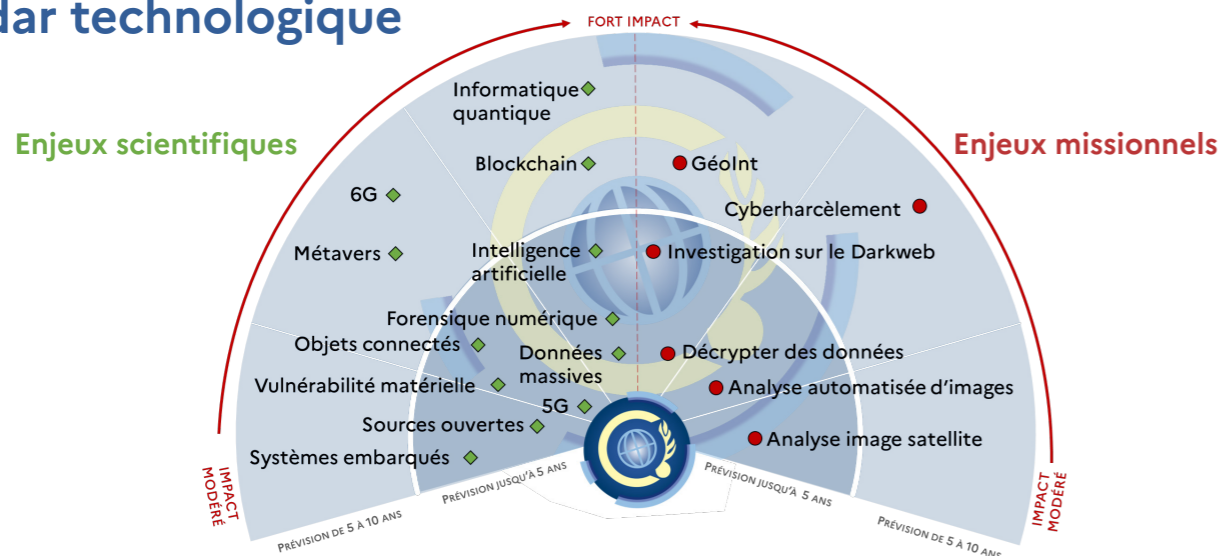 dar technologique
FORT IMPACT
Informatique
quantique
Enjeux scientifiques
Enjeux missionnels
Blockchain
GéoInt
6G
Cyberharcèlement
Métavers
Intelligence
artificielle
Investigation sur le Darkweb
Forensique numérique
Objets connectés
Données
massives
Décrypter des données
Vulnérabilité matérielle
Analyse automatisée d’images
5G
Sources ouvertes
Analyse image satellite
Systèmes embarqués
IMPACT
MODÉRÉ
PRÉVISION JUSQU’À 5 ANS
PRÉVISION DE 5 À 10 ANS
PRÉVISION JUSQU’À 5 ANS
PRÉVISION DE 5 À 10 ANS
IMPACT
MODÉRÉ